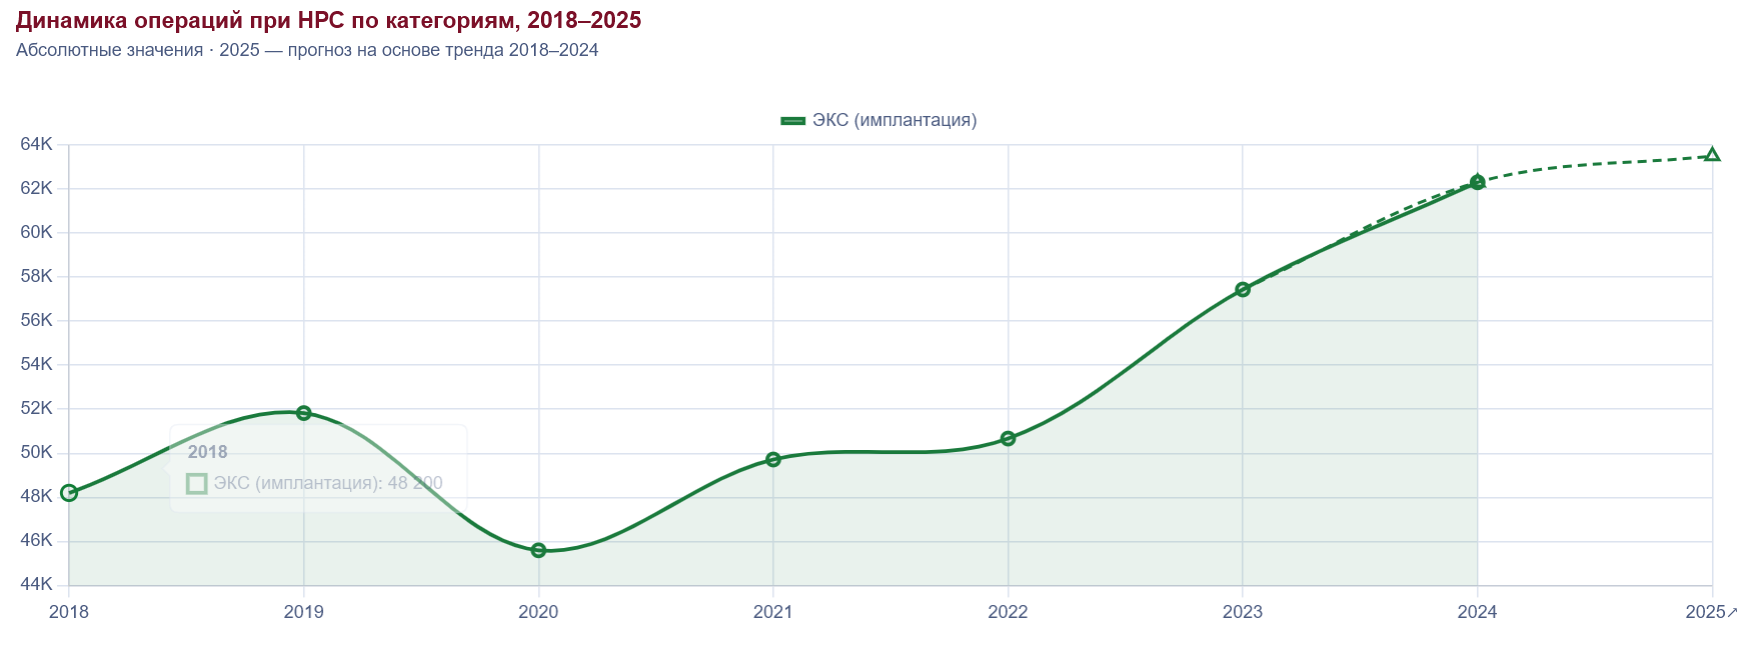 Динамика операций при НРС по категориям, 2018–2025
Абсолютные значения · 2025 — прогноз на основе тренда 2018–2024
ЭКС (имплантация)
64K
62K
60K
58K
56K
54K
52K
50K
48K
46K
44K
2018
ЭКС (имплантация): 48 200
2018
2019
2020
2021
2022
2023
2024
2025↗